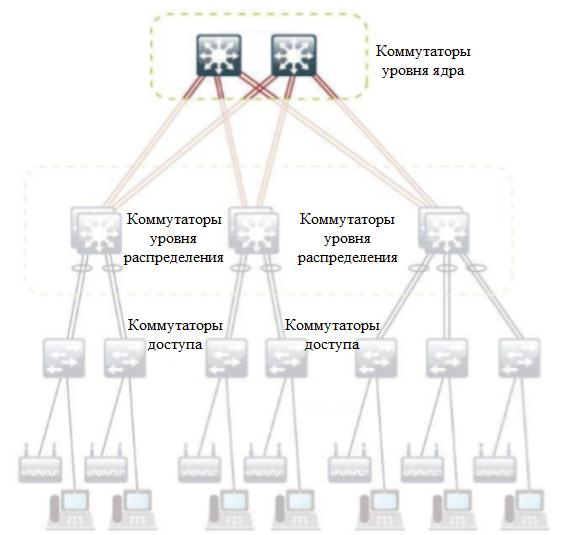 Коммутаторы
уровня ядра
Коммутаторы
уровня
распределения
Коммутаторы
уровня
распределения
Коммутаторы
доступа
Коммутаторы
доступа